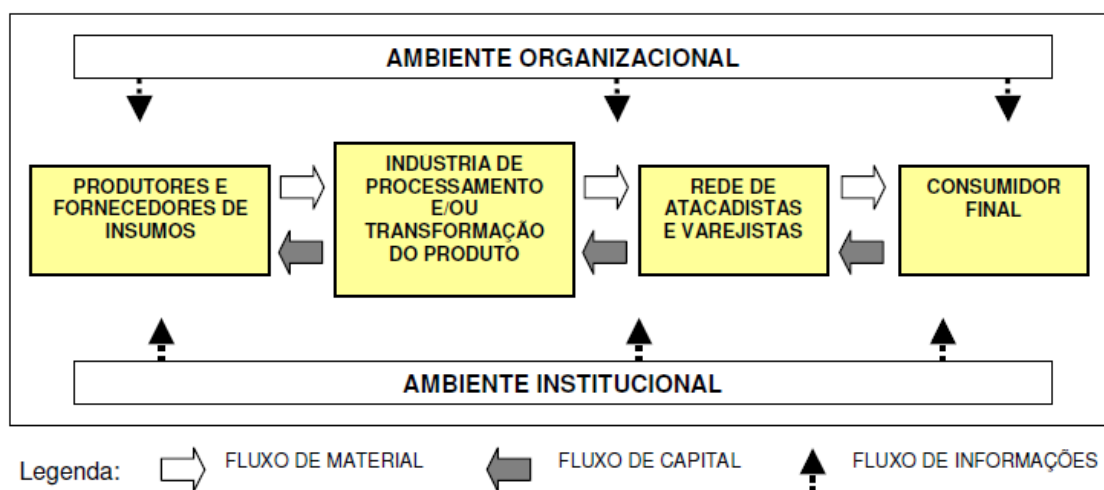 AMBIENTE ORGANIZACIONAL
PRODUTORES E
FORNECEDORES DE
INSUMOS
INDUSTRIA DE
PROCESSAMENTO
E/OU
TRANSFORMAÇÃO
DO PRODUTO
REDE DE
ATACADISTAS
E VAREJISTAS
CONSUMIDOR
FINAL
AMBIENTE INSTITUCIONAL
Legenda:
FLUXO DE MATERIAL
FLUXO DE CAPITAL
FLUXO DE INFORMAÇÕES